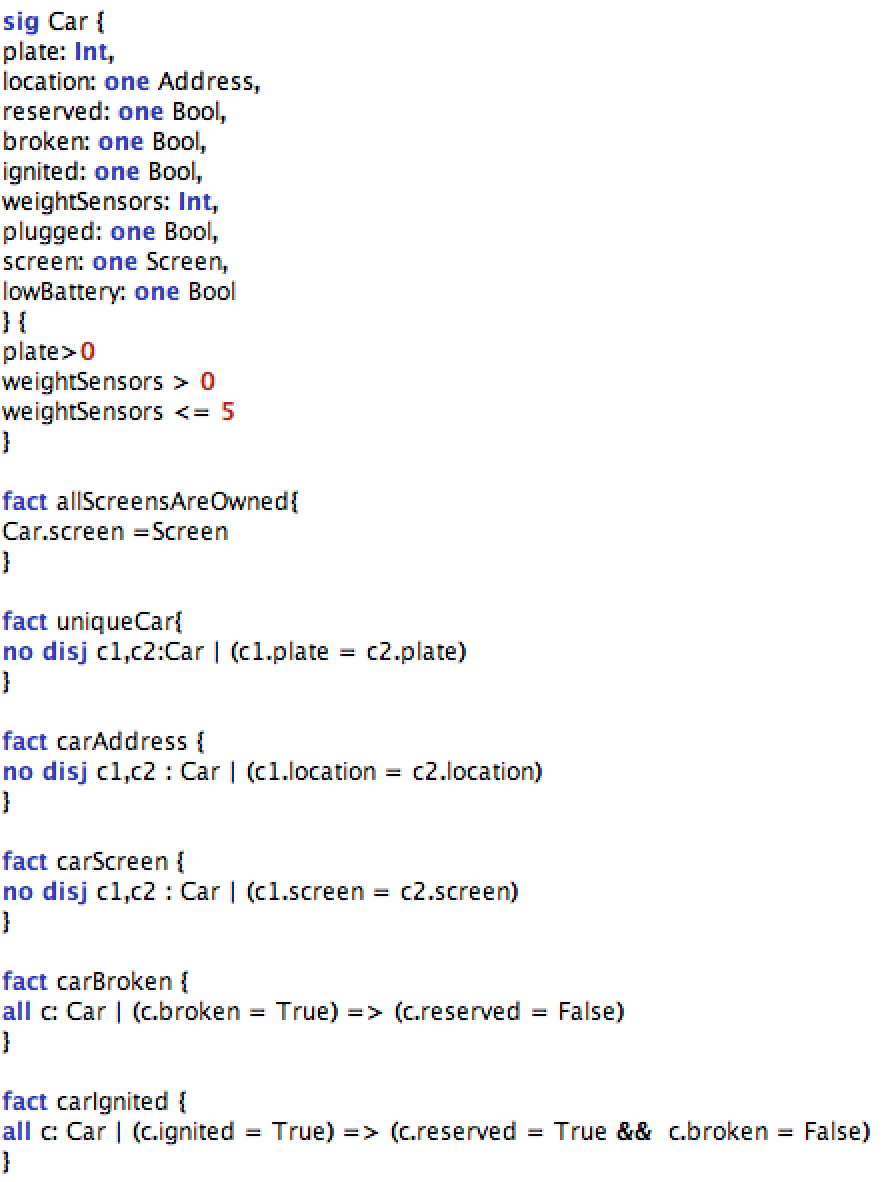 sig Car {
plate: Int,
location: one Address,
reserved: one Bool,
broken: one Bool,
ignited: one Bool,
weightSensors: Int,
plugged: one Bool,
screen: one Screen,
lowBattery: one Bool
} {
plate>0
weightSensors > 0
weightSensors <= 5
}
fact allScreensAreOwned{
Car.screen =Screen
}
fact uniqueCar{
no disj c1,c2:Car | (c1.plate = c2.plate)
}
fact carAddress {
no disj c1,c2 : Car | (c1.location = c2.location)
}
fact carScreen {
no disj c1,c2 : Car | (c1.screen = c2.screen)
}
fact carBroken {
all c: Car | (c.broken = True) => (c.reserved = False)
}
fact carIgnited {
all c: Car | (c.ignited = True) => (c.reserved = True && c.broken = False)
}